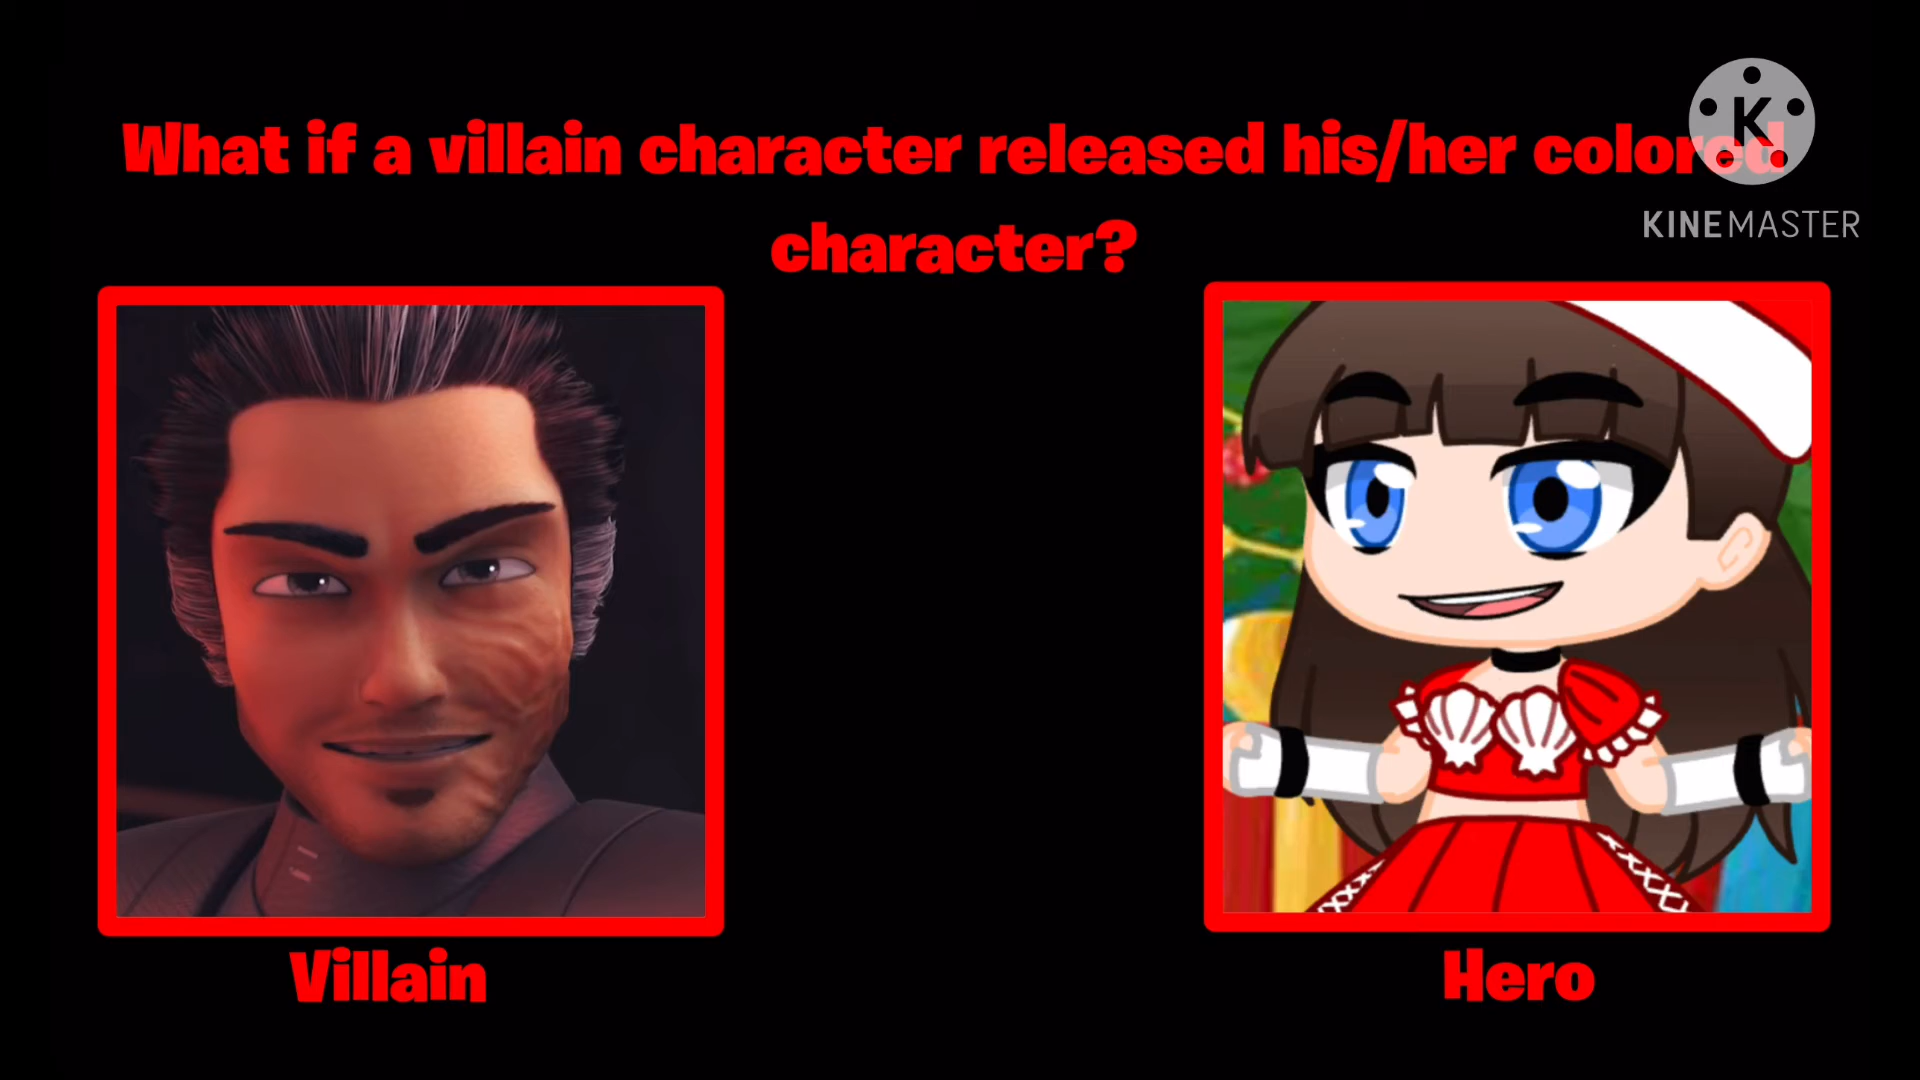 What if a villain character released his/her colored
character?
K
KINEMASTER
Villain
Hero